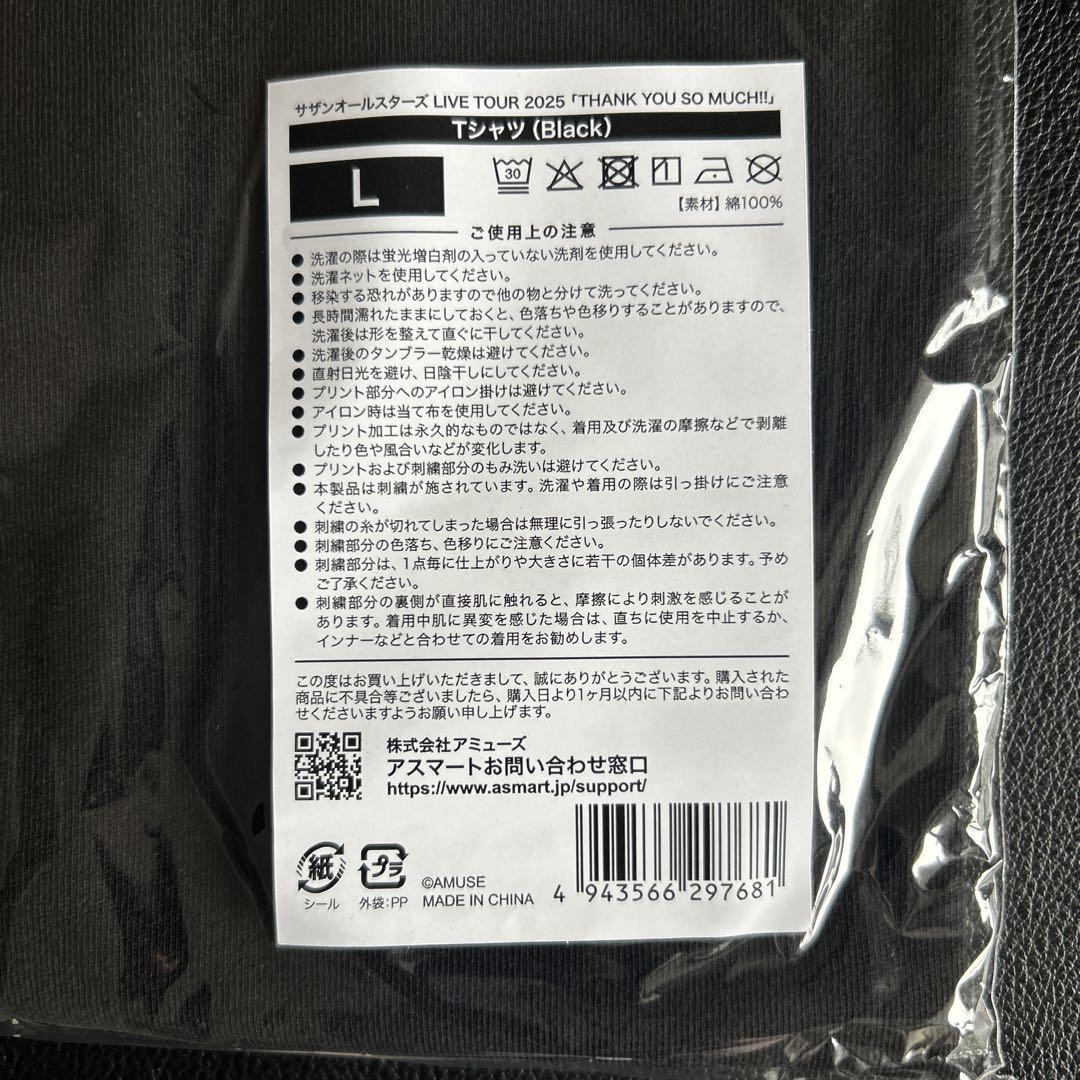 サザンオールスターズ LIVE TOUR 2025「THANK YOU SO MUCH!!」
Tシャツ(Black)
L
30
【素材】綿100%
ご使用上の注意
● 洗濯の際は蛍光増白剤の入っていない洗剤を使用してください。
● 洗濯ネットを使用してください。
● 移染する恐れがありますので他の物と分けて洗ってください。
● 長時間濡れたままにしておくと、色落ちや色移りすることがありますので、
洗濯後は形を整えて直ぐに干してください。
● 洗濯後のタンブラー乾燥は避けてください。
● 直射日光を避け、日陰干しにしてください。
● プリント部分へのアイロン掛けは避けてください。
● アイロン時は当て布を使用してください。
● プリント加工は永久的なものではなく、着用及び洗濯の摩擦などで剥離
したり色や風合いなどが変化します。
● プリントおよび刺繍部分のもみ洗いは避けてください。
● 本製品は刺繍が施されています。洗濯や着用の際は引っ掛けにご注意
ください。
● 刺繍の糸が切れてしまった場合は無理に引っ張ったりしないでください。
● 刺繍部分の色落ち、色移りにご注意ください。
● 刺繍部分は、1点毎に仕上がりや大きさに若干の個体差があります。予め
ご了承ください。
● 刺繍部分の裏側が直接肌に触れると、摩擦により刺激を感じることが
あります。着用中肌に異変を感じた場合は、直ちに使用を中止するか、
インナーなどと合わせての着用をお勧めします。
この度はお買い上げいただきまして、誠にありがとうございます。購入された
商品に不具合等ございましたら、購入日より1ヶ月以内に下記よりお問い合わ
せくださいますようお願い申し上げます。
株式会社アミューズ
アスマートお問い合わせ窓口
https://www.asmart.jp/support/
紙
シール
プラ
外袋:PP
©AMUSE
MADE IN CHINA
4 943566 297681